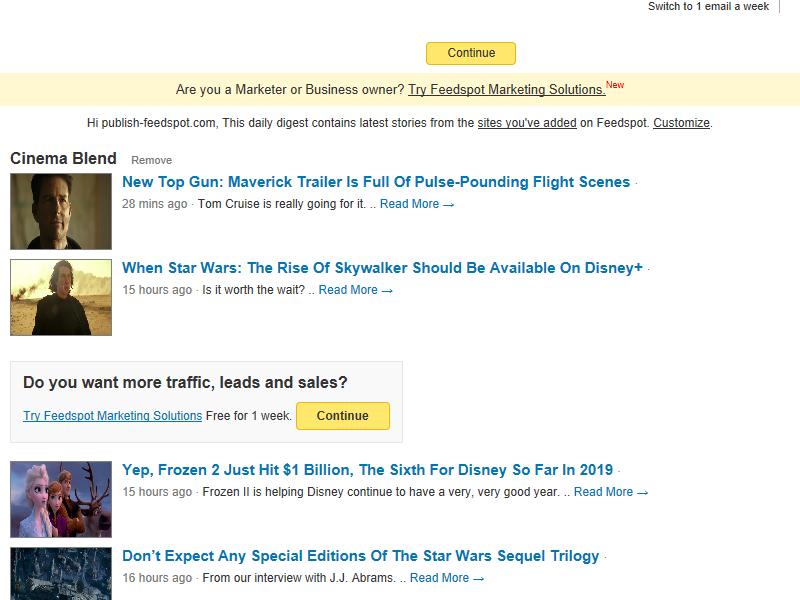 Switch to 1 email a week
Continue
Are you a Marketer or Business owner? Try Feedspot Marketing Solutions.New
Hi publish-feedspot.com, This daily digest contains latest stories from the sites you've added on Feedspot. Customize.
Cinema Blend Remove
New Top Gun: Maverick Trailer Is Full Of Pulse-Pounding Flight Scenes ·
28 mins ago · Tom Cruise is really going for it. .. Read More →
When Star Wars: The Rise Of Skywalker Should Be Available On Disney+ ·
15 hours ago · Is it worth the wait? .. Read More →
Do you want more traffic, leads and sales?
Try Feedspot Marketing Solutions Free for 1 week. Continue
Yep, Frozen 2 Just Hit $1 Billion, The Sixth For Disney So Far In 2019 ·
15 hours ago · Frozen II is helping Disney continue to have a very, very good year. .. Read More →
Don’t Expect Any Special Editions Of The Star Wars Sequel Trilogy ·
16 hours ago · From our interview with J.J. Abrams. .. Read More →